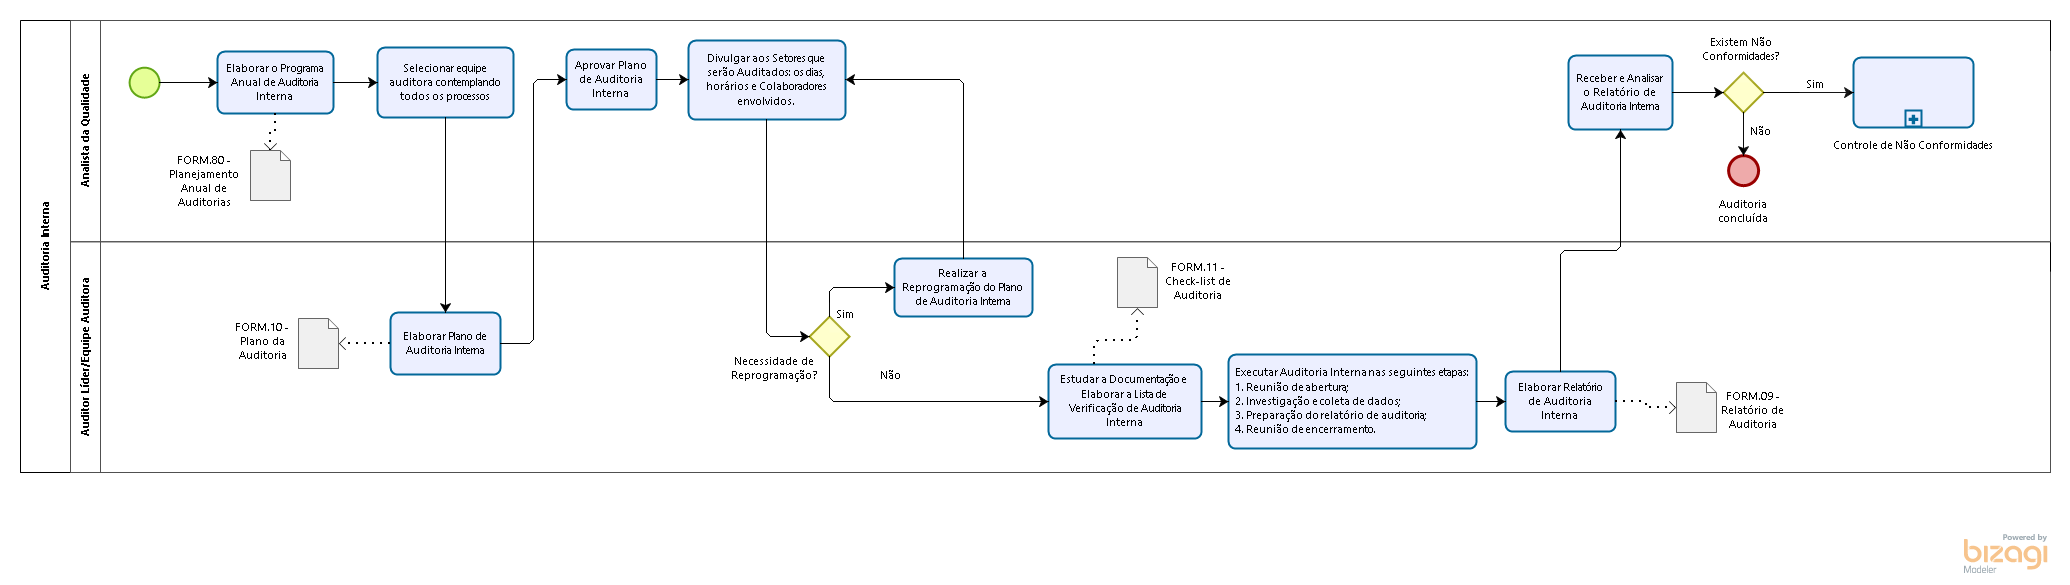 Auditoria Interna
Analista da Qualidade
Elaborar o Programa
Anual de Auditoria
Interna
FORM.80 -
Planejamento
Anual de
Auditorias
Selecionar equipe
auditora contemplando
todos os processos
Aprovar Plano
de Auditoria
Interna
Divulgar aos Setores que
serão Auditados: os dias,
horários e Colaboradores
envolvidos.
Receber e Analisar
o Relatório de
Auditoria Interna
Existem Não
Conformidades?
Sim
Não
Auditoria
concluída
Controle de Não Conformidades
Auditor Líder/Equipe Auditora
FORM.10 -
Plano da
Auditoria
Elaborar Plano de
Auditoria Interna
Necessidade de
Reprogramação?
Sim
Não
Realizar a
Reprogramação do Plano
de Auditoria Interna
FORM.11 -
Check-list de
Auditoria
Estudar a Documentação e
Elaborar a Lista de
Verificação de Auditoria
Interna
Executar Auditoria Interna nas seguintes etapas:
1. Reunião de abertura;
2. Investigação e coleta de dados;
3. Preparação do relatório de auditoria;
4. Reunião de encerramento.
Elaborar Relatório
de Auditoria
Interna
FORM.09 -
Relatório de
Auditoria
Powered by
bizagi
Modeler